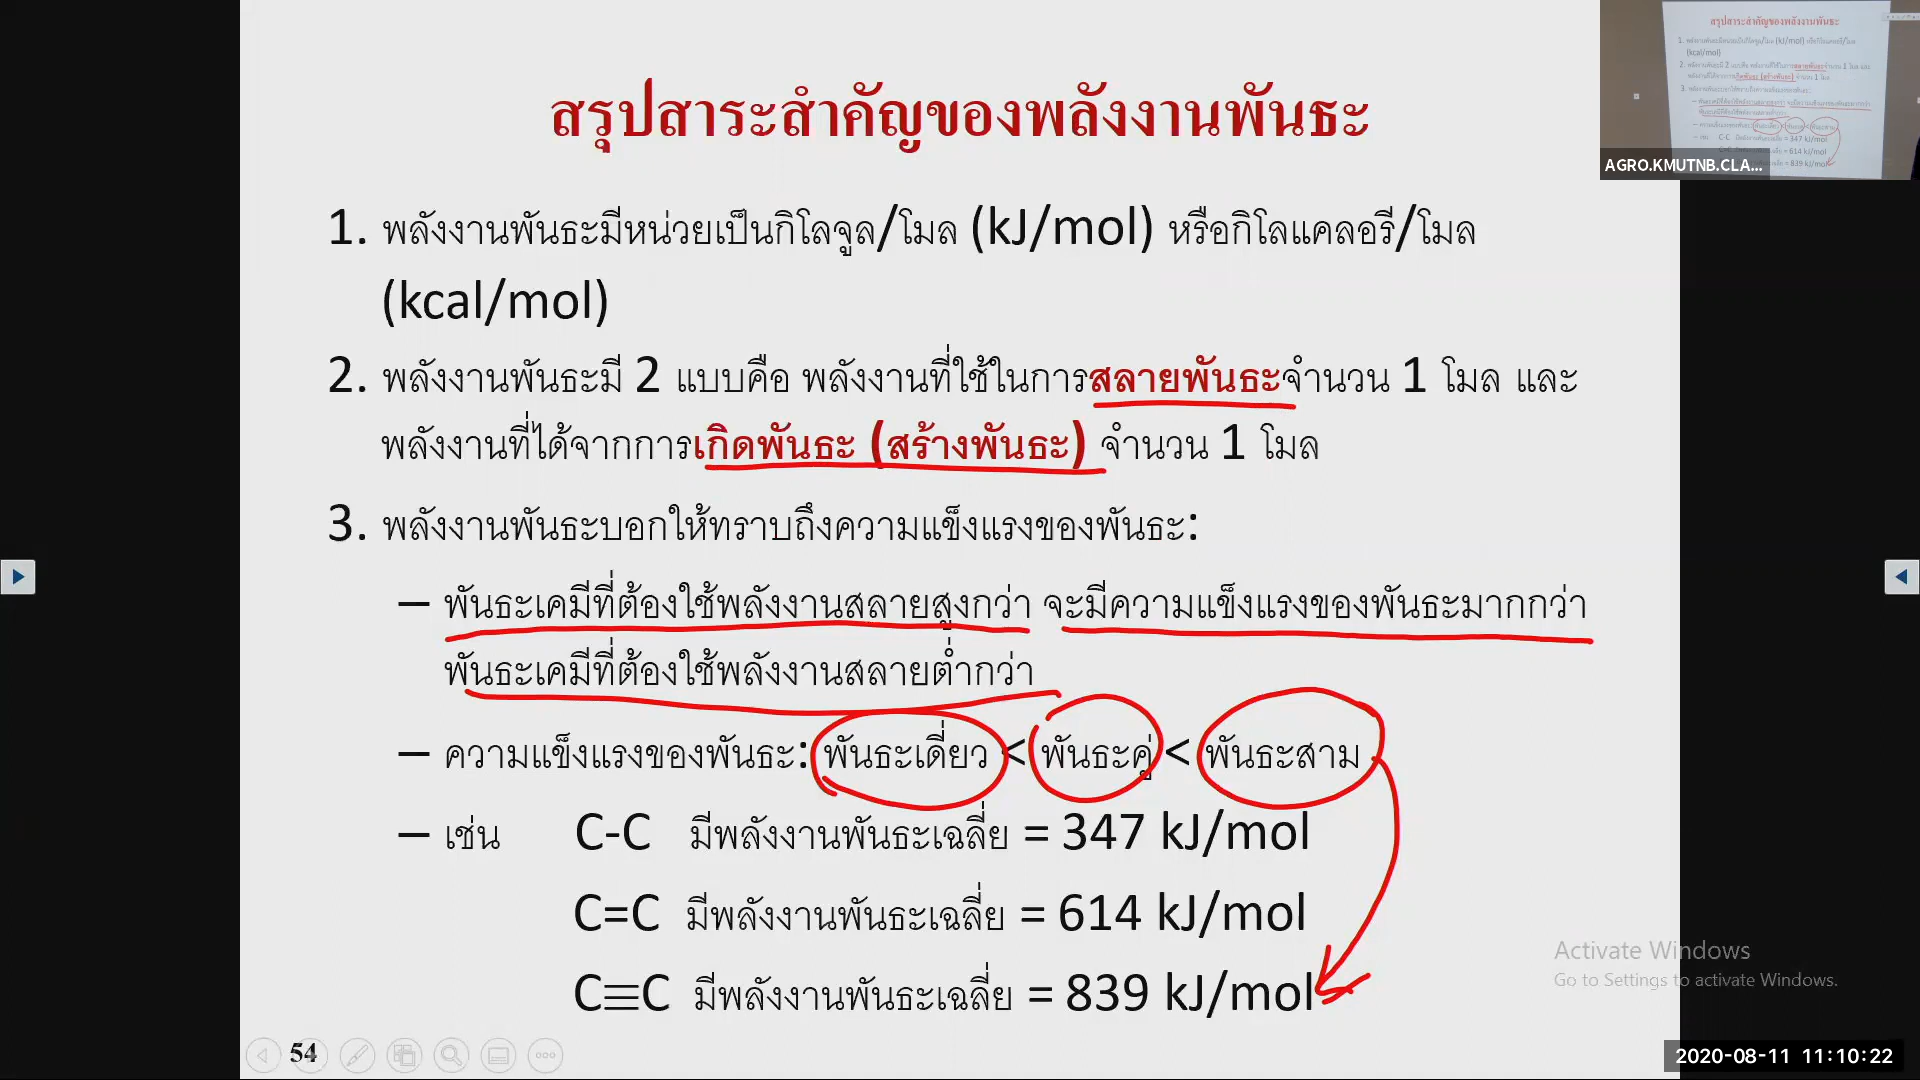 สรุปสาระสำคัญของพลังงานพันธะ
1. พลังงานพันธะมีหน่วยเป็นกิโลจูล/โมล (kJ/mol) หรือกิโลแคลอรี/โมล
(kcal/mol)
2. พลังงานพันธะมี 2 แบบคือ พลังงานที่ใช้ในการสลายพันธะจำนวน 1 โมล และ
พลังงานที่ได้จากการเกิดพันธะ (สร้างพันธะ) จำนวน 1 โมล
3. พลังงานพันธะบอกให้ทราบถึงความแข็งแรงของพันธะ:
– พันธะเคมีที่ต้องใช้พลังงานสลายสูงกว่า จะมีความแข็งแรงของพันธะมากกว่า
พันธะเคมีที่ต้องใช้พลังงานสลายต่ำกว่า
– ความแข็งแรงของพันธะ: พันธะเดี่ยว < พันธะคู่ < พันธะสาม
– เช่น C-C มีพลังงานพันธะเฉลี่ย = 347 kJ/mol
C=C มีพลังงานพันธะเฉลี่ย = 614 kJ/mol
C≡C มีพลังงานพันธะเฉลี่ย = 839 kJ/mol
54
AGRO.KMUTNB.CLA...
Activate Windows
Go to Settings to activate Windows.
2020-08-11 11:10:22